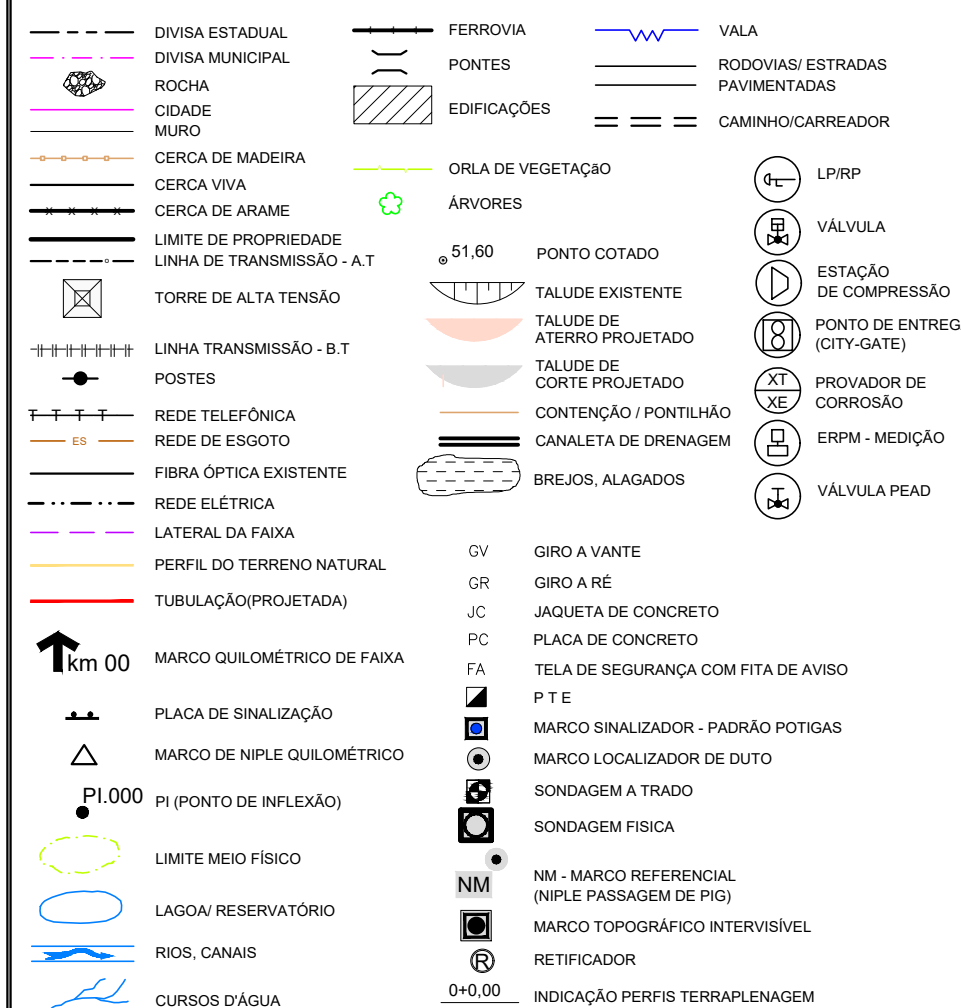 DIVISA ESTADUAL
DIVISA MUNICIPAL
ROCHA
CIDADE
MURO
CERCA DE MADEIRA
CERCA VIVA
CERCA DE ARAME
LIMITE DE PROPRIEDADE
LINHA DE TRANSMISSÃO - A.T
TORRE DE ALTA TENSÃO
LINHA TRANSMISSÃO - B.T
POSTES
T T T T REDE TELEFÔNICA
ES REDE DE ESGOTO
FIBRA ÓPTICA EXISTENTE
REDE ELÉTRICA
LATERAL DA FAIXA
PERFIL DO TERRENO NATURAL
TUBULAÇÃO(PROJETADA)
km 00 MARCO QUILOMÉTRICO DE FAIXA
PLACA DE SINALIZAÇÃO
MARCO DE NIPLE QUILOMÉTRICO
PI.000 PI (PONTO DE INFLEXÃO)
LIMITE MEIO FÍSICO
LAGOA/ RESERVATÓRIO
RIOS, CANAIS
CURSOS D'ÁGUA
FERROVIA
PONTES
EDIFICAÇÕES
ORLA DE VEGETAÇãO
ÁRVORES
51,60 PONTO COTADO
TALUDE EXISTENTE
TALUDE DE
ATERRO PROJETADO
TALUDE DE
CORTE PROJETADO
CONTENÇÃO / PONTILHÃO
CANALETA DE DRENAGEM
BREJOS, ALAGADOS
GV GIRO A VANTE
GR GIRO A RÉ
JC JAQUETA DE CONCRETO
PC PLACA DE CONCRETO
FA TELA DE SEGURANÇA COM FITA DE AVISO
P T E
MARCO SINALIZADOR - PADRÃO POTIGAS
MARCO LOCALIZADOR DE DUTO
SONDAGEM A TRADO
SONDAGEM FISICA
NM NM - MARCO REFERENCIAL
(NIPLE PASSAGEM DE PIG)
MARCO TOPOGRÁFICO INTERVISÍVEL
R RETIFICADOR
0+0,00 INDICAÇÃO PERFIS TERRAPLENAGEM
VALA
RODOVIAS/ ESTRADAS
PAVIMENTADAS
CAMINHO/CARREADOR
LP/RP
VÁLVULA
ESTAÇÃO
DE COMPRESSÃO
PONTO DE ENTREG
(CITY-GATE)
XT
XE
PROVADOR DE
CORROSÃO
ERPM - MEDIÇÃO
VÁLVULA PEAD